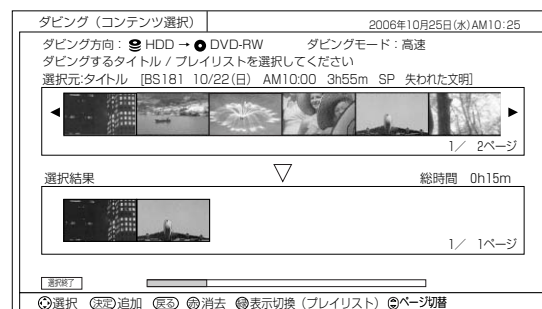 ダビング（コンテンツ選択） 2006年10月25日(水)AM10:25
ダビング方向： HDD → DVD-RW ダビングモード：高速
ダビングするタイトル / プレイリストを選択してください
選択元:タイトル [BS181 10/22(日) AM10:00 3h55m SP 失われた文明]
1／ 2ページ
選択結果 総時間 0h15m
1／ 1ページ
選択終了
選択 決定 追加 戻る 赤 消去 緑 表示切換（プレイリスト） ページ切替